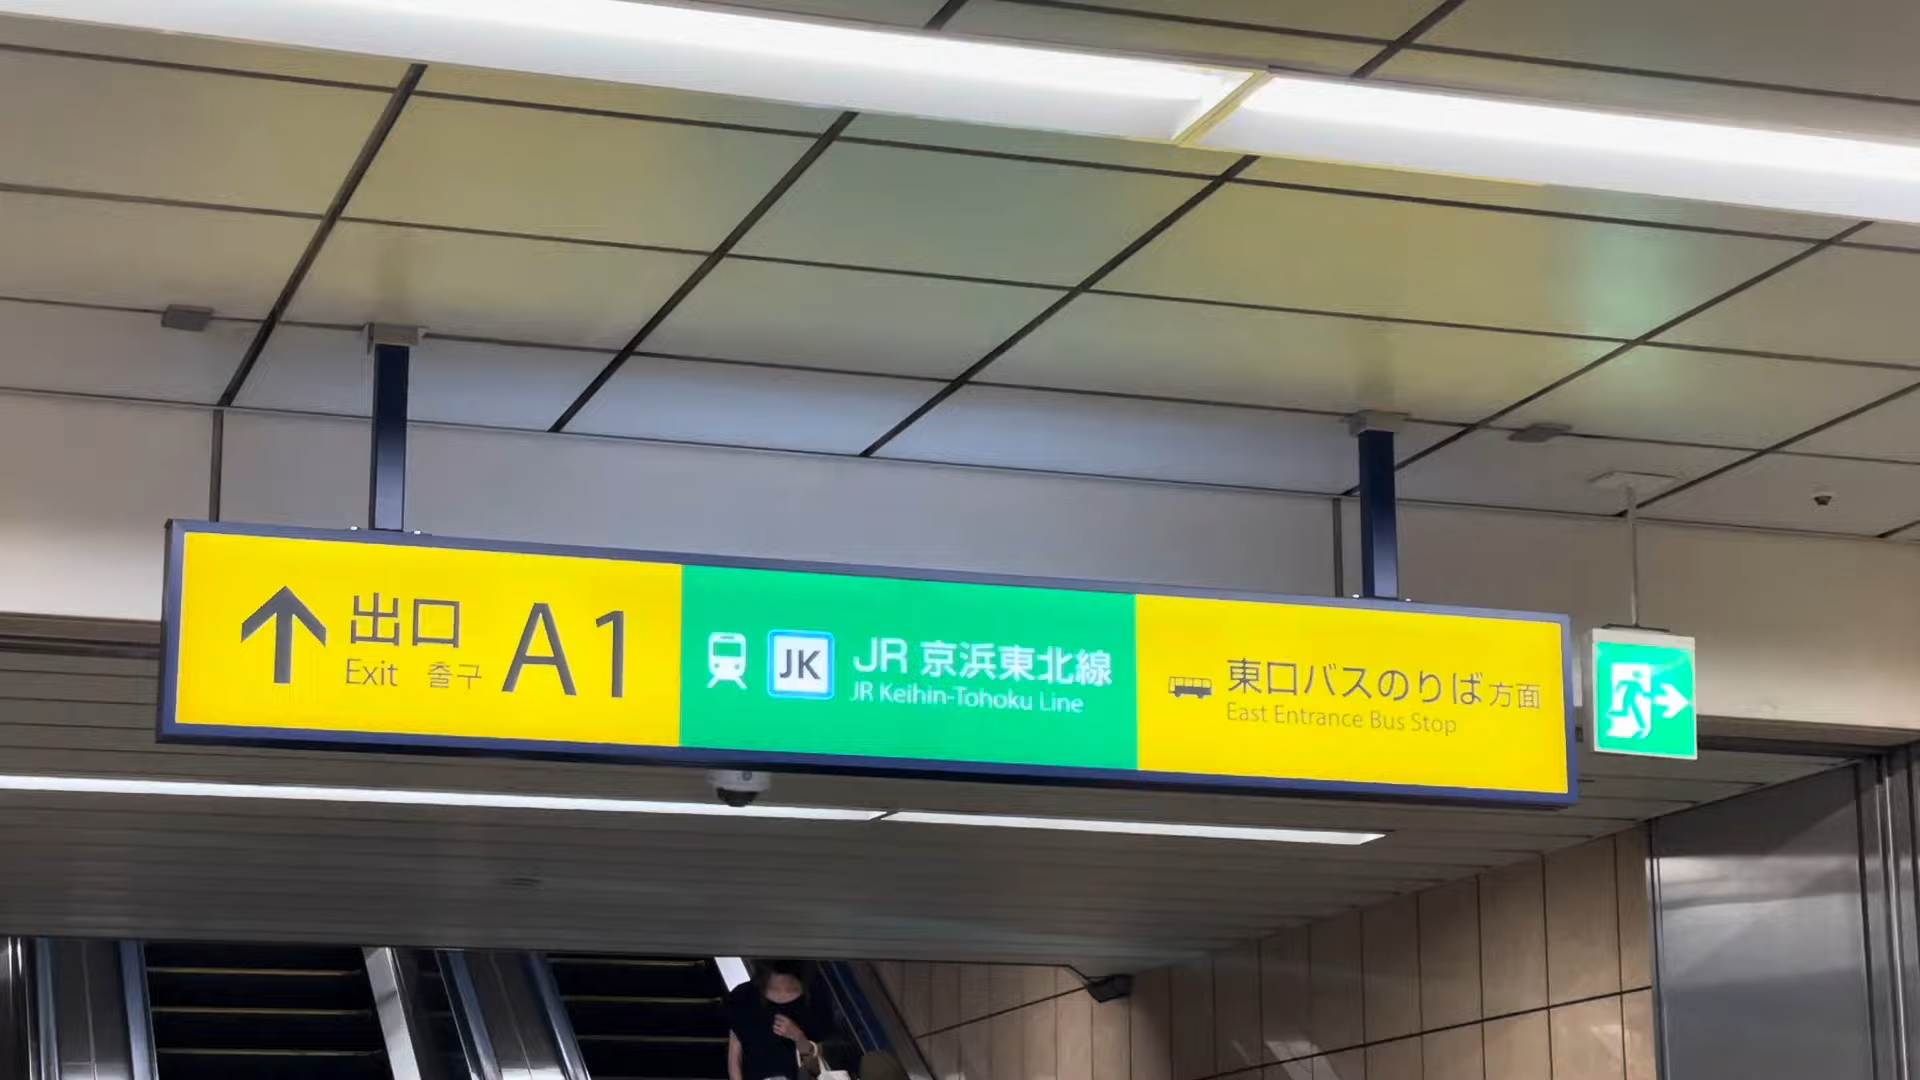 出口
Exit 출구
A1
JK
JR 京浜東北線
JR Keihin-Tohoku Line
東口バスのりば方面
East Entrance Bus Stop